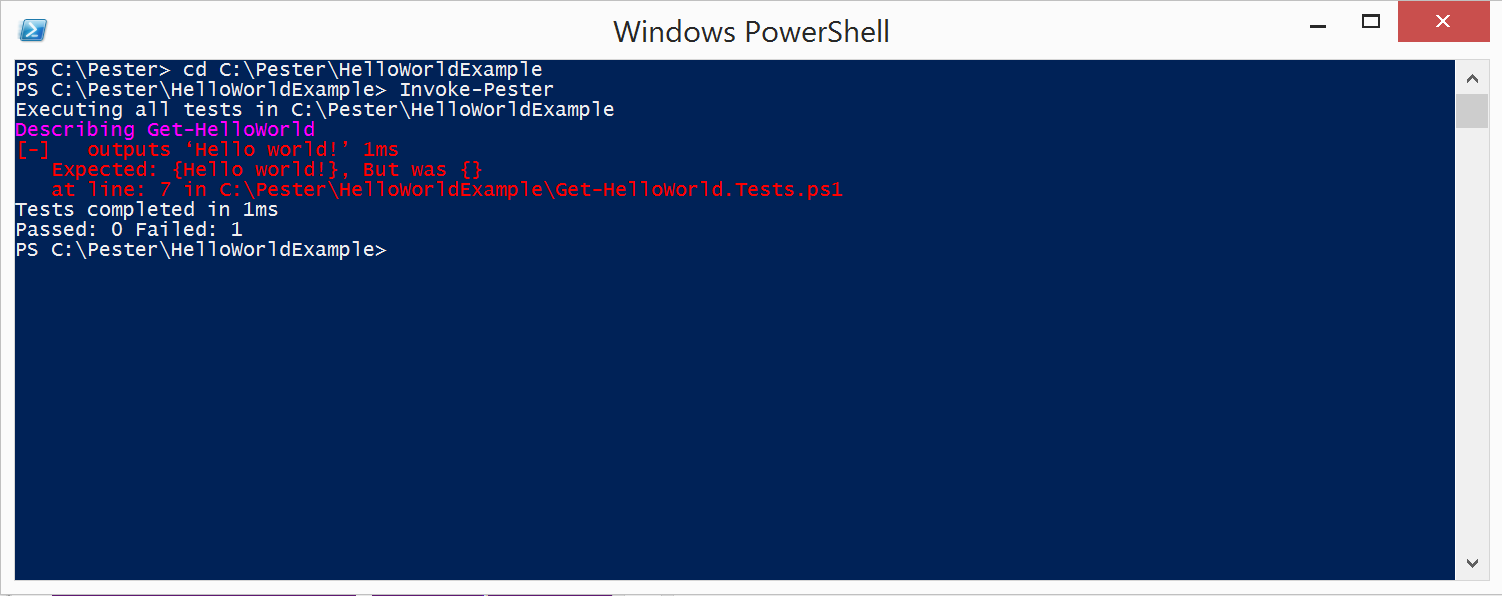 Windows PowerShell
PS C:\Pester> cd C:\Pester\HelloWorldExample
PS C:\Pester\HelloWorldExample> Invoke-Pester
Executing all tests in C:\Pester\HelloWorldExample
Describing Get-HelloWorld
[-]   outputs ‘Hello world!’ 1ms
   Expected: {Hello world!}, But was {}
   at line: 7 in C:\Pester\HelloWorldExample\Get-HelloWorld.Tests.ps1
Tests completed in 1ms
Passed: 0 Failed: 1
PS C:\Pester\HelloWorldExample>